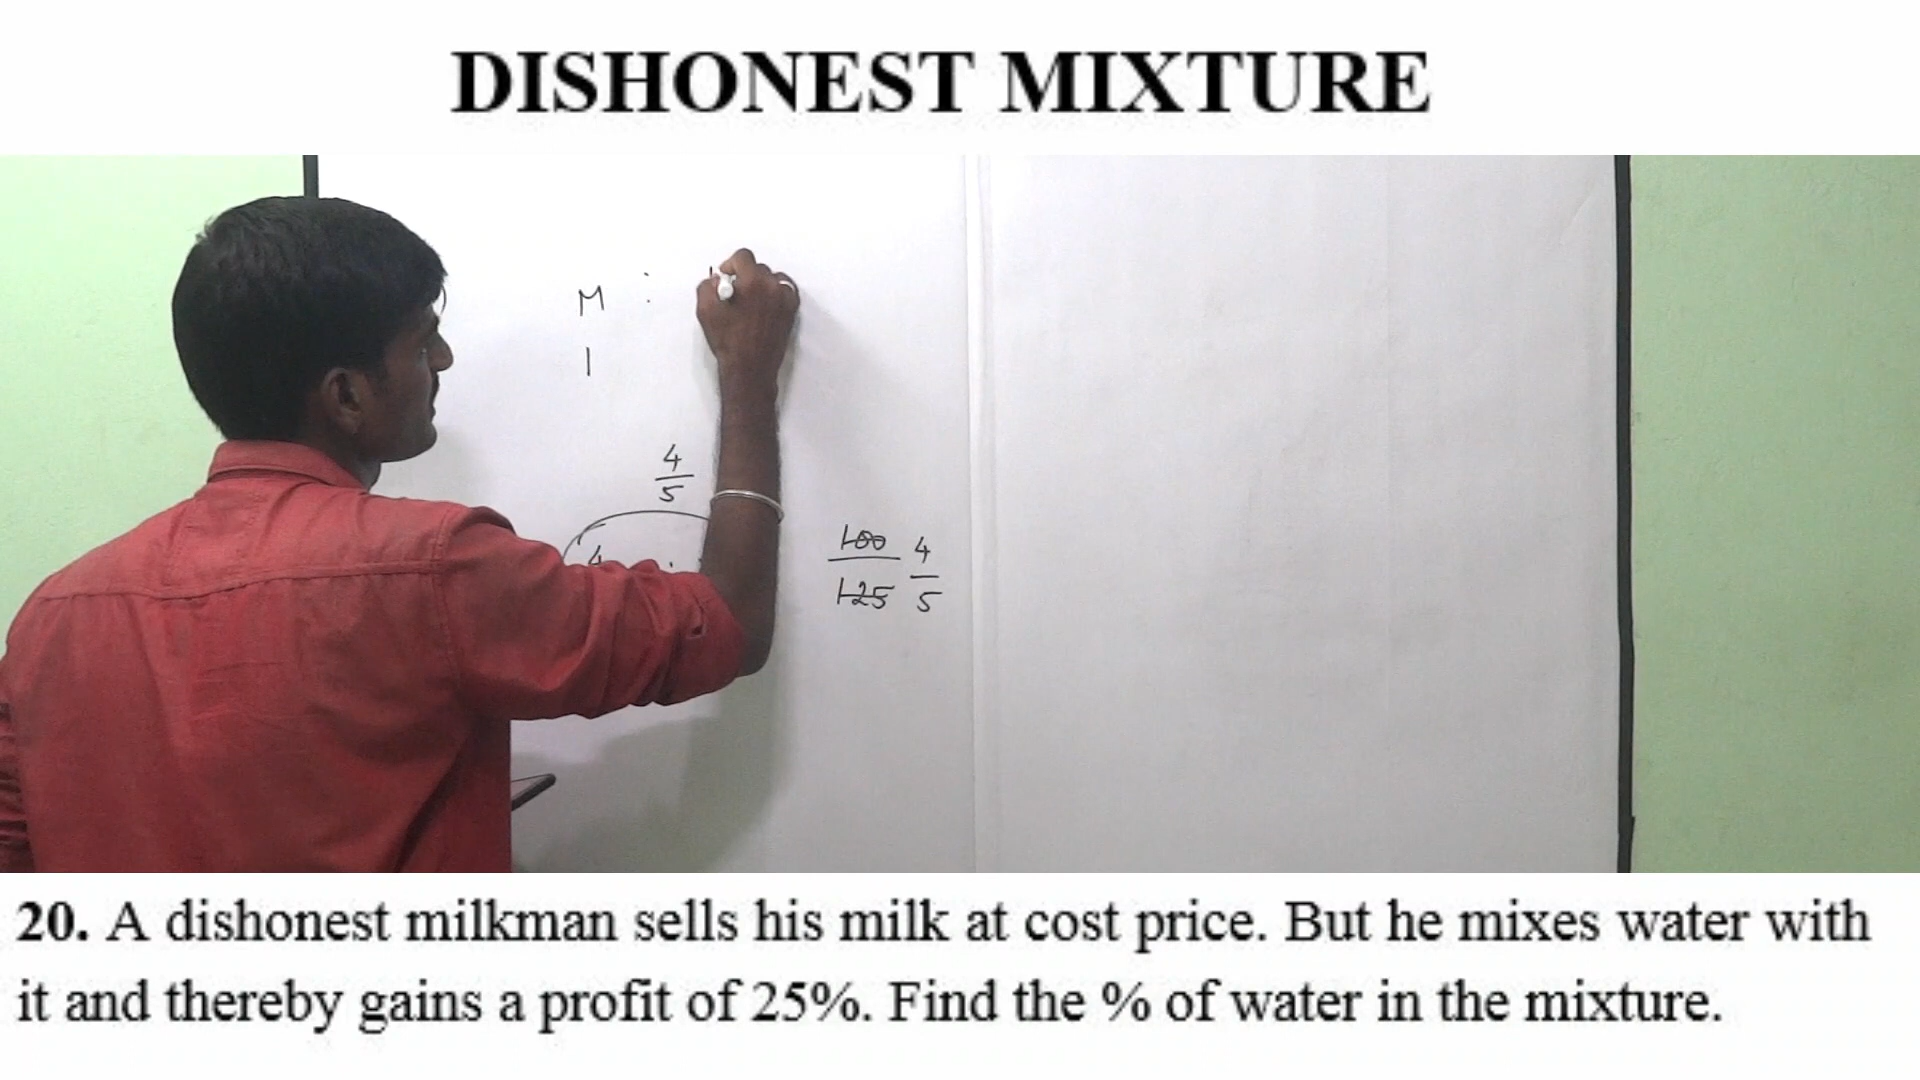 DISHONEST MIXTURE
M :
1
4
5
4 .
100 4
125 5
20. A dishonest milkman sells his milk at cost price. But he mixes water with
it and thereby gains a profit of 25%. Find the % of water in the mixture.